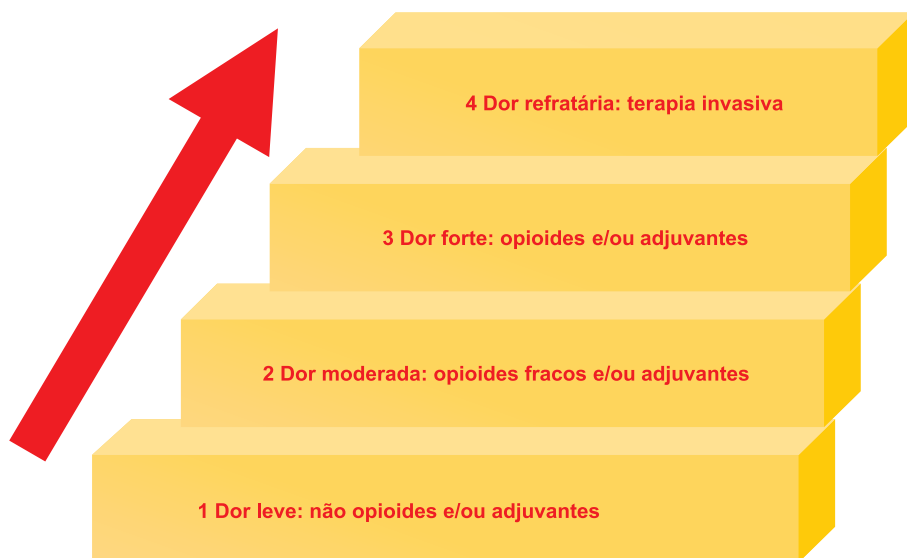 4 Dor refratária: terapia invasiva
3 Dor forte: opioides e/ou adjuvantes
2 Dor moderada: opioides fracos e/ou adjuvantes
1 Dor leve: não opioides e/ou adjuvantes